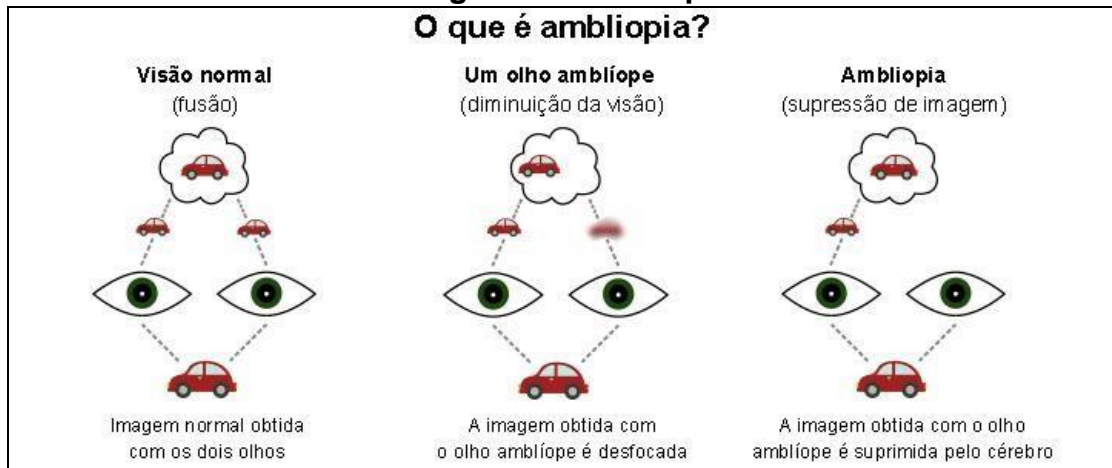 O que é ambliopia?
Visão normal
(fusão)
Um olho amblíope
(diminuição da visão)
Ambliopia
(supressão de imagem)
Imagem normal obtida
com os dois olhos
A imagem obtida com
o olho amblíope é desfocada
A imagem obtida com o olho
amblíope é suprimida pelo cérebro